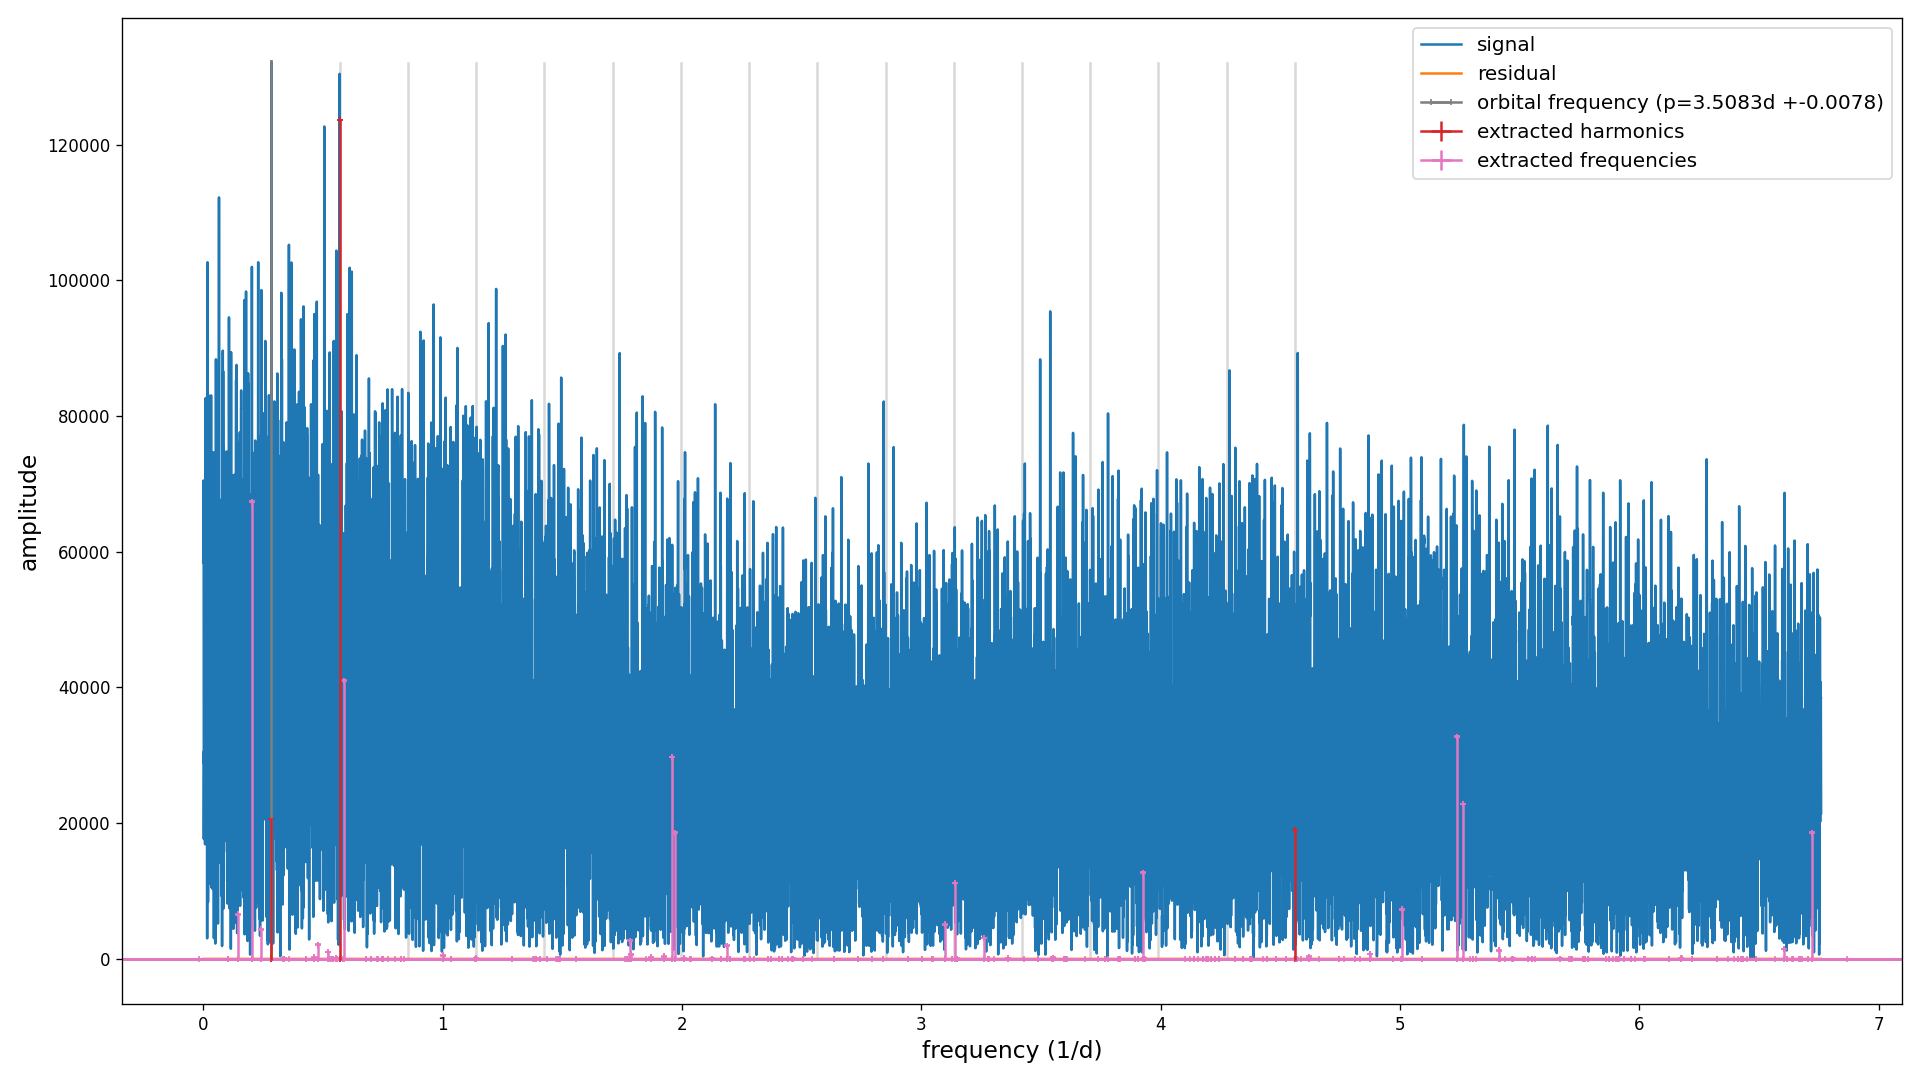 signal
residual
orbital frequency (p=3.5083d +-0.0078)
extracted harmonics
extracted frequencies
120000
100000
80000
60000
40000
20000
0
amplitude
0 1 2 3 4 5 6 7
frequency (1/d)